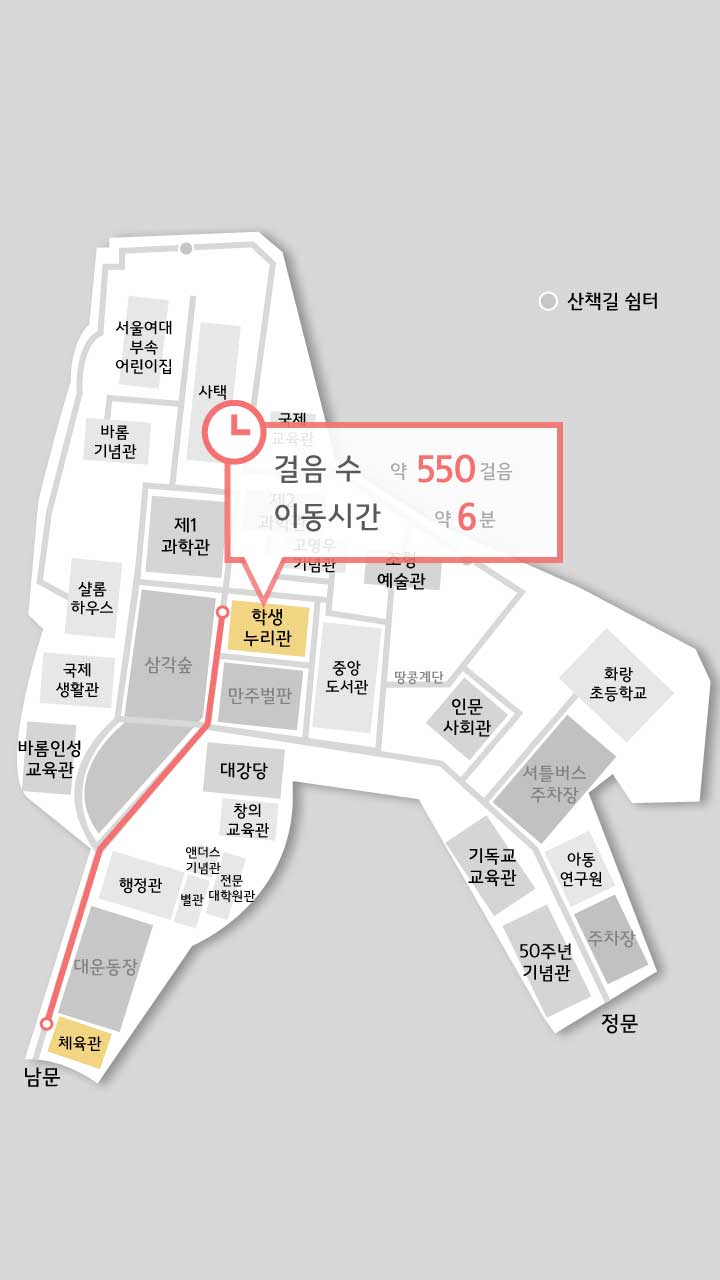 산책길 쉼터
서울여대
부속
어린이집
사택
국제
교육관
바롬
기념관
걸음 수 약 550 걸음
이동시간 약 6 분
제2
과학관
고명우
기념관
제1
과학관
조형
예술관
샬롬
하우스
학생
누리관
삼각숲
중앙
도서관
땅콩계단
화랑
초등학교
국제
생활관
만주벌판
인문
사회관
바롬인성
교육관
대강당
셔틀버스
주차장
창의
교육관
앤더스
기념관
기독교
교육관
아동
연구원
행정관
별관
전문
대학원관
대운동장
50주년
기념관
주차장
정문
체육관
남문